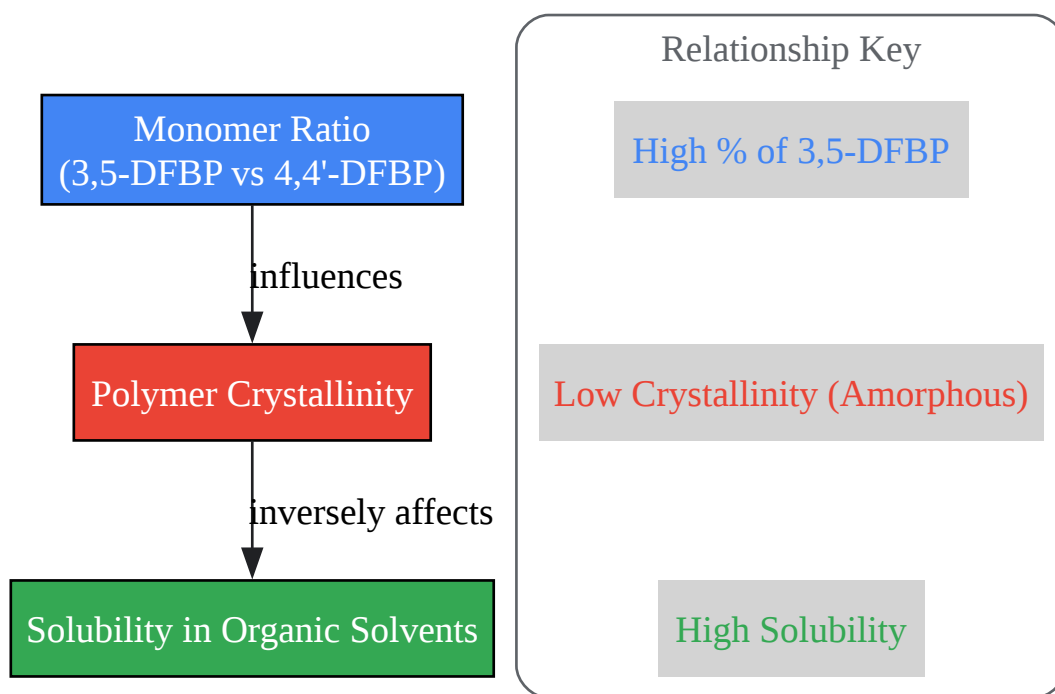 Relationship Key
Monomer Ratio
(3,5-DFBP vs 4,4'-DFBP)
High % of 3,5-DFBP
influences
Polymer Crystallinity
Low Crystallinity (Amorphous)
inversely affects
Solubility in Organic Solvents
High Solubility